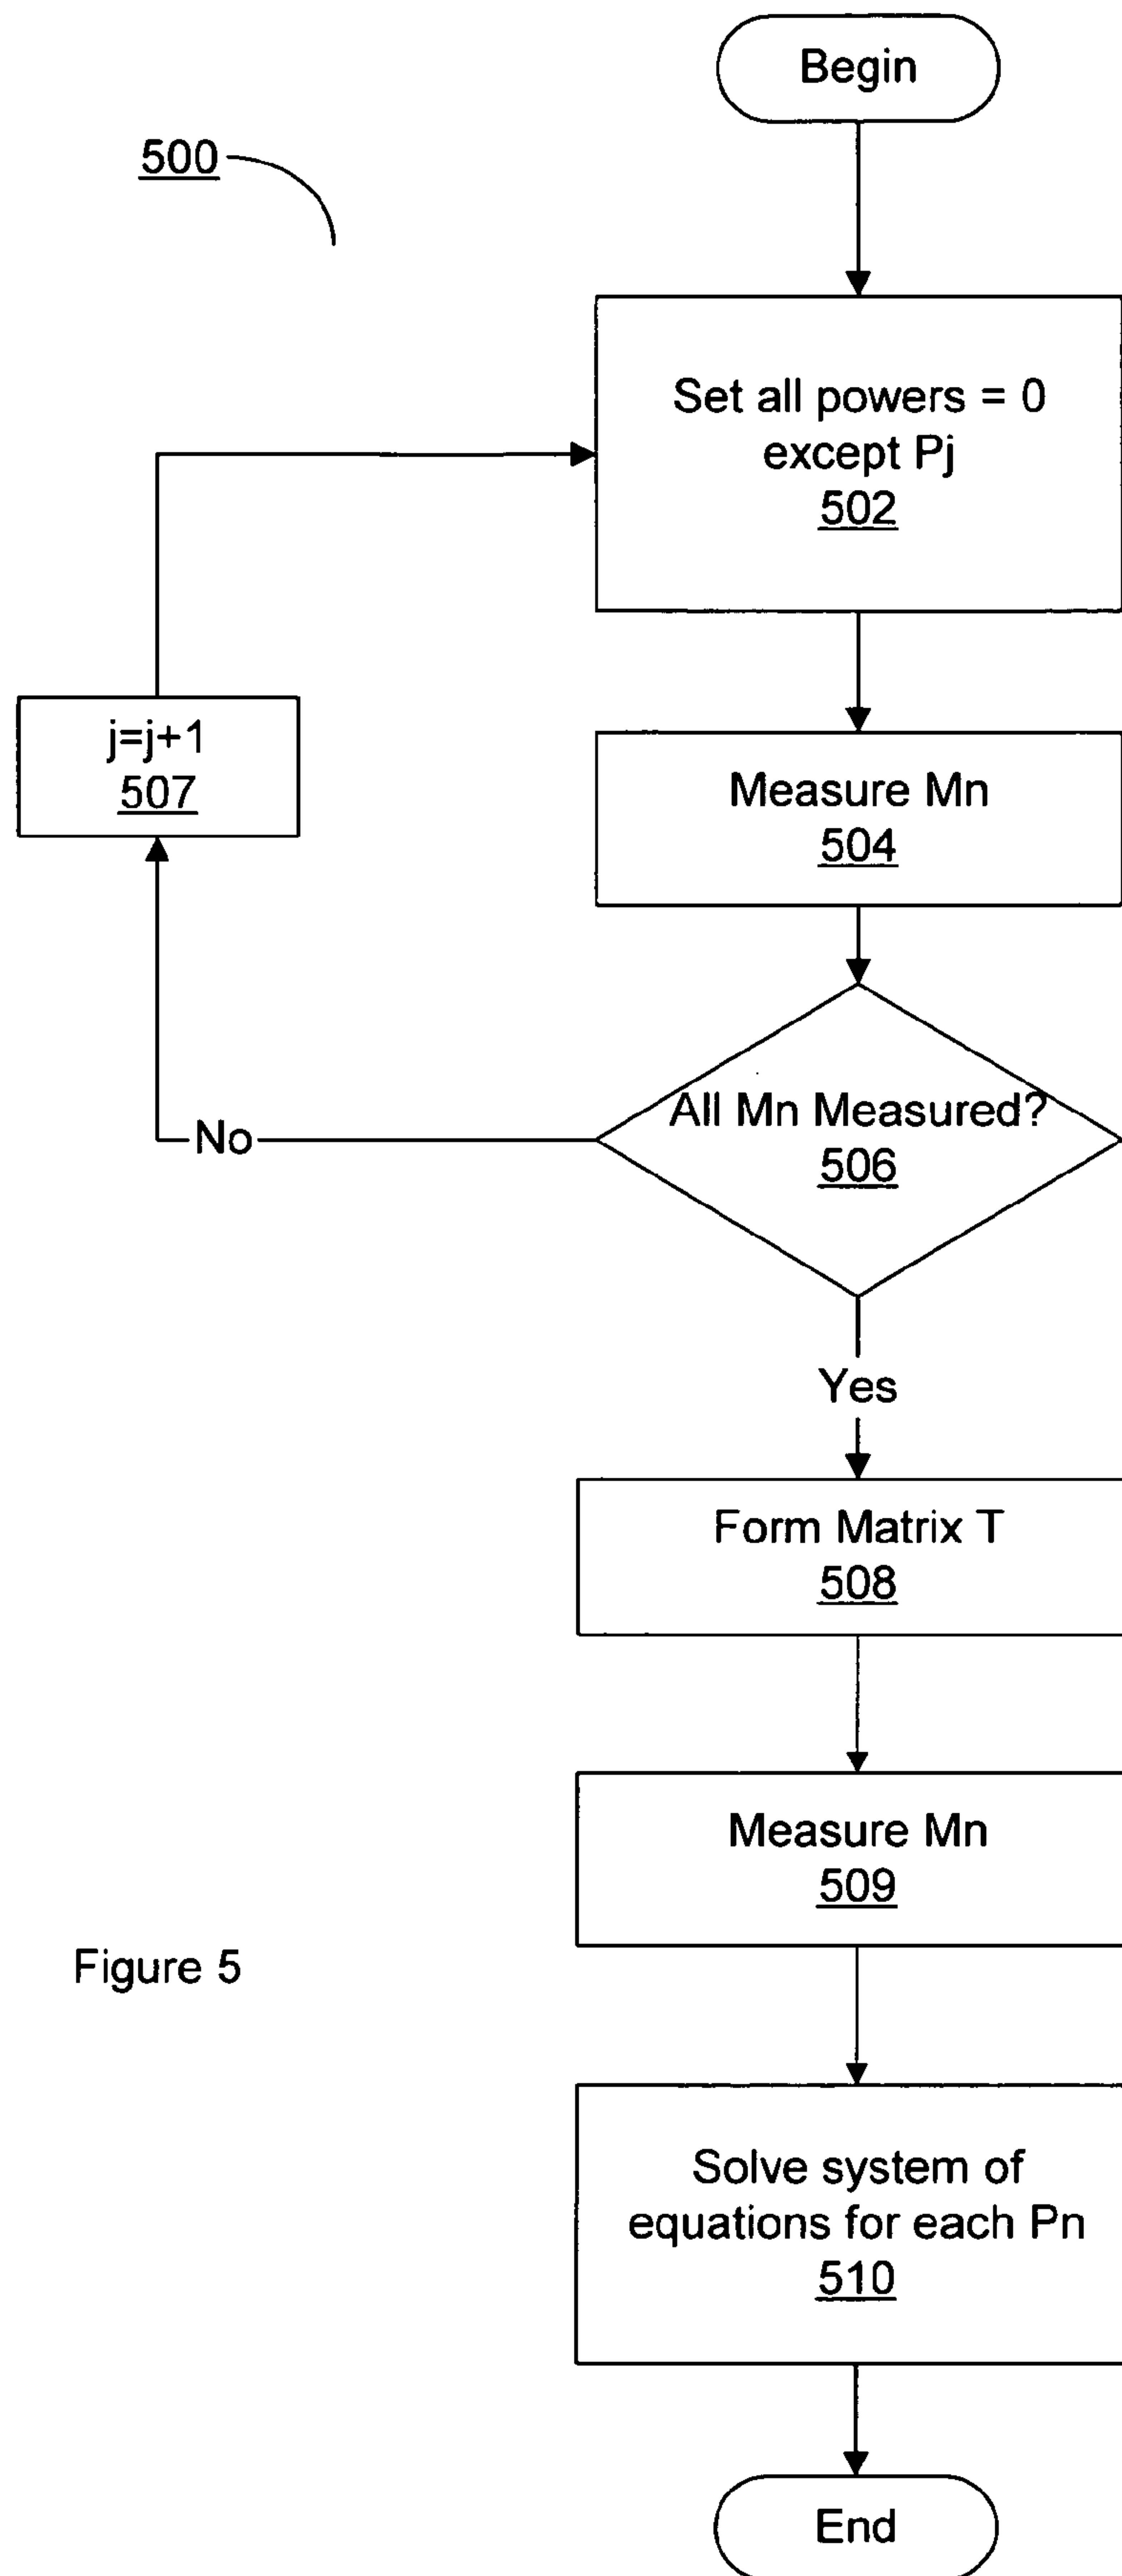 Begin
500
Set all powers = 0
except Pj
502
j=j+1
507
Measure Mn
504
All Mn Measured?
506
No
Yes
Form Matrix T
508
Measure Mn
509
Figure 5
Solve system of
equations for each Pn
510
End